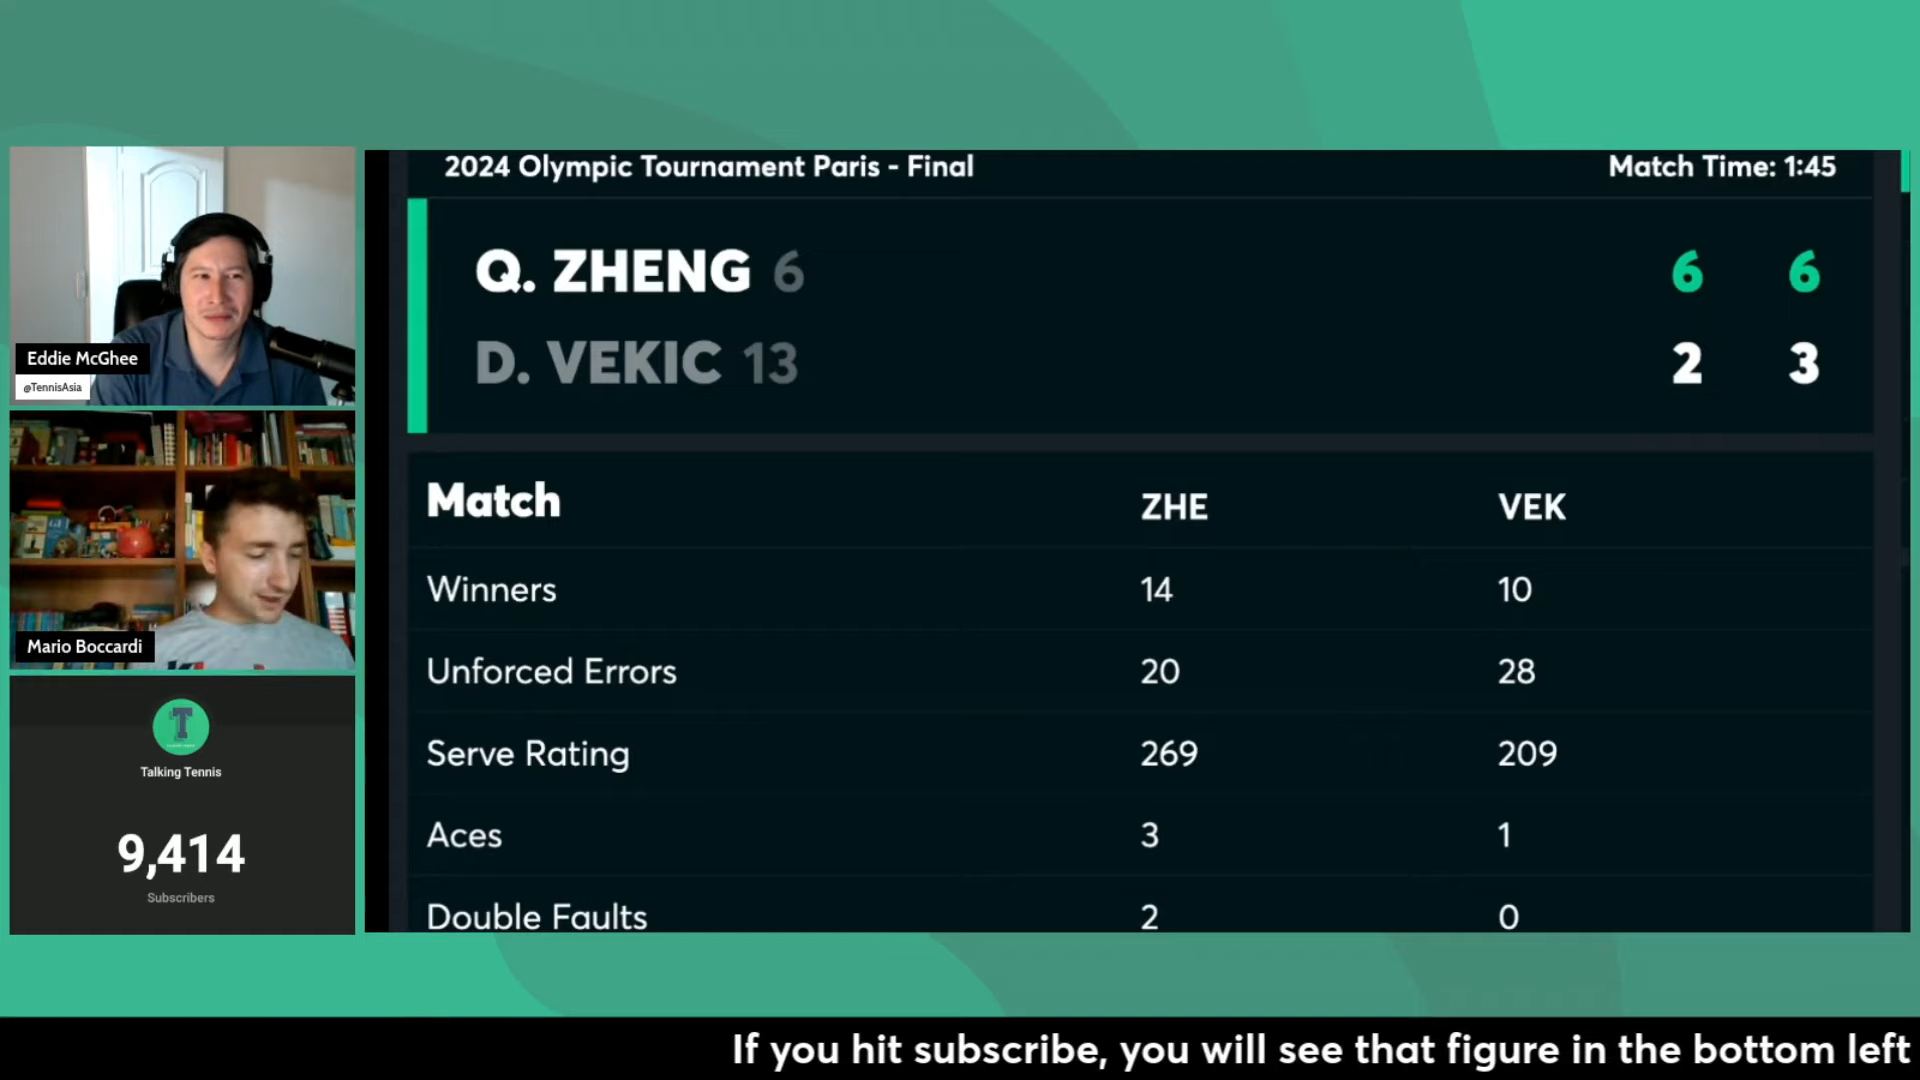 2024 Olympic Tournament Paris - Final
Match Time: 1:45
Q. ZHENG 6 6 6
D. VEKIC 13 2 3
Match ZHE VEK
Winners 14 10
Unforced Errors 20 28
Serve Rating 269 209
Aces 3 1
Double Faults 2 0
Eddie McGhee
@TennisAsia
Mario Boccardi
T
Talking Tennis
9,414
Subscribers
If you hit subscribe, you will see that figure in the bottom left